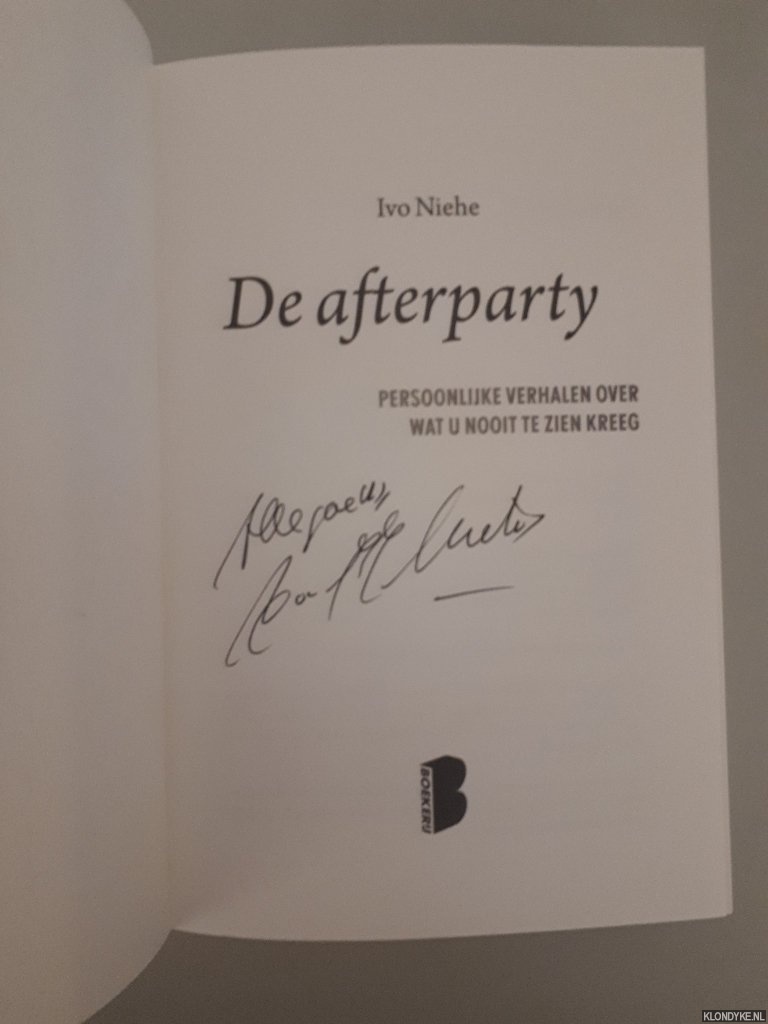 Ivo Niehe
De afterparty
PERSOONLIJKE VERHALEN OVER
WAT U NOOIT TE ZIEN KREEG
BOEKERIJ
KLONDYKE.NL